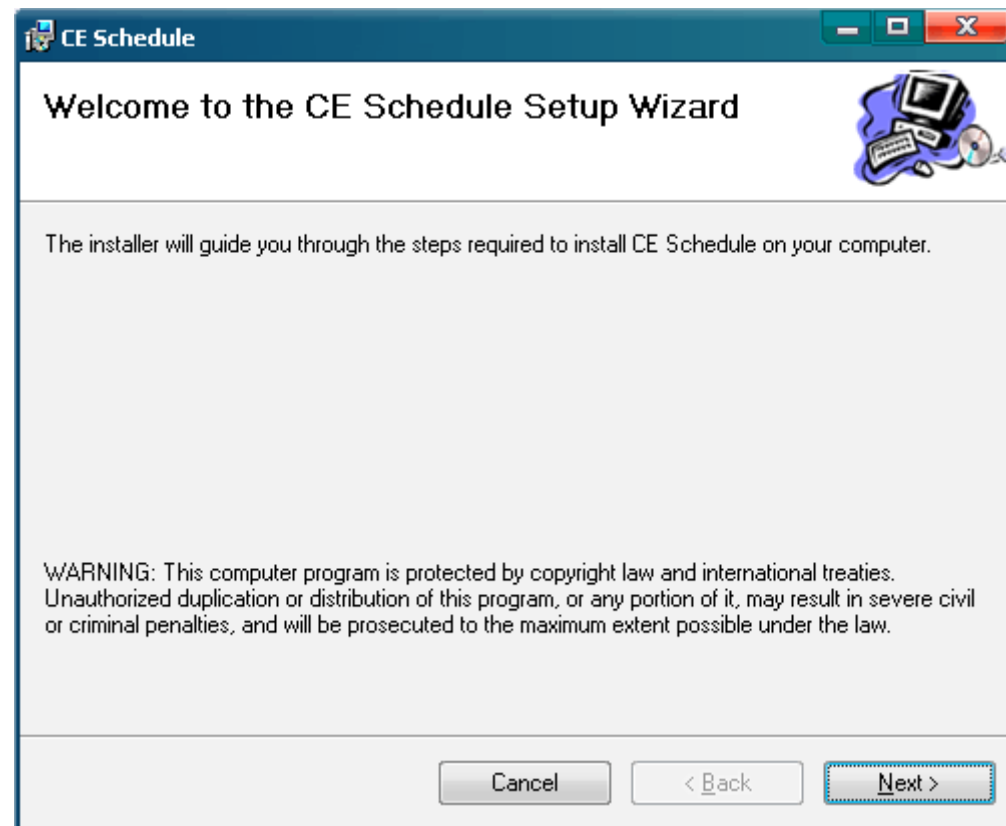 CE Schedule
Welcome to the CE Schedule Setup Wizard
The installer will guide you through the steps required to install CE Schedule on your computer.
WARNING: This computer program is protected by copyright law and international treaties.
Unauthorized duplication or distribution of this program, or any portion of it, may result in severe civil
or criminal penalties, and will be prosecuted to the maximum extent possible under the law.
Cancel < Back Next >